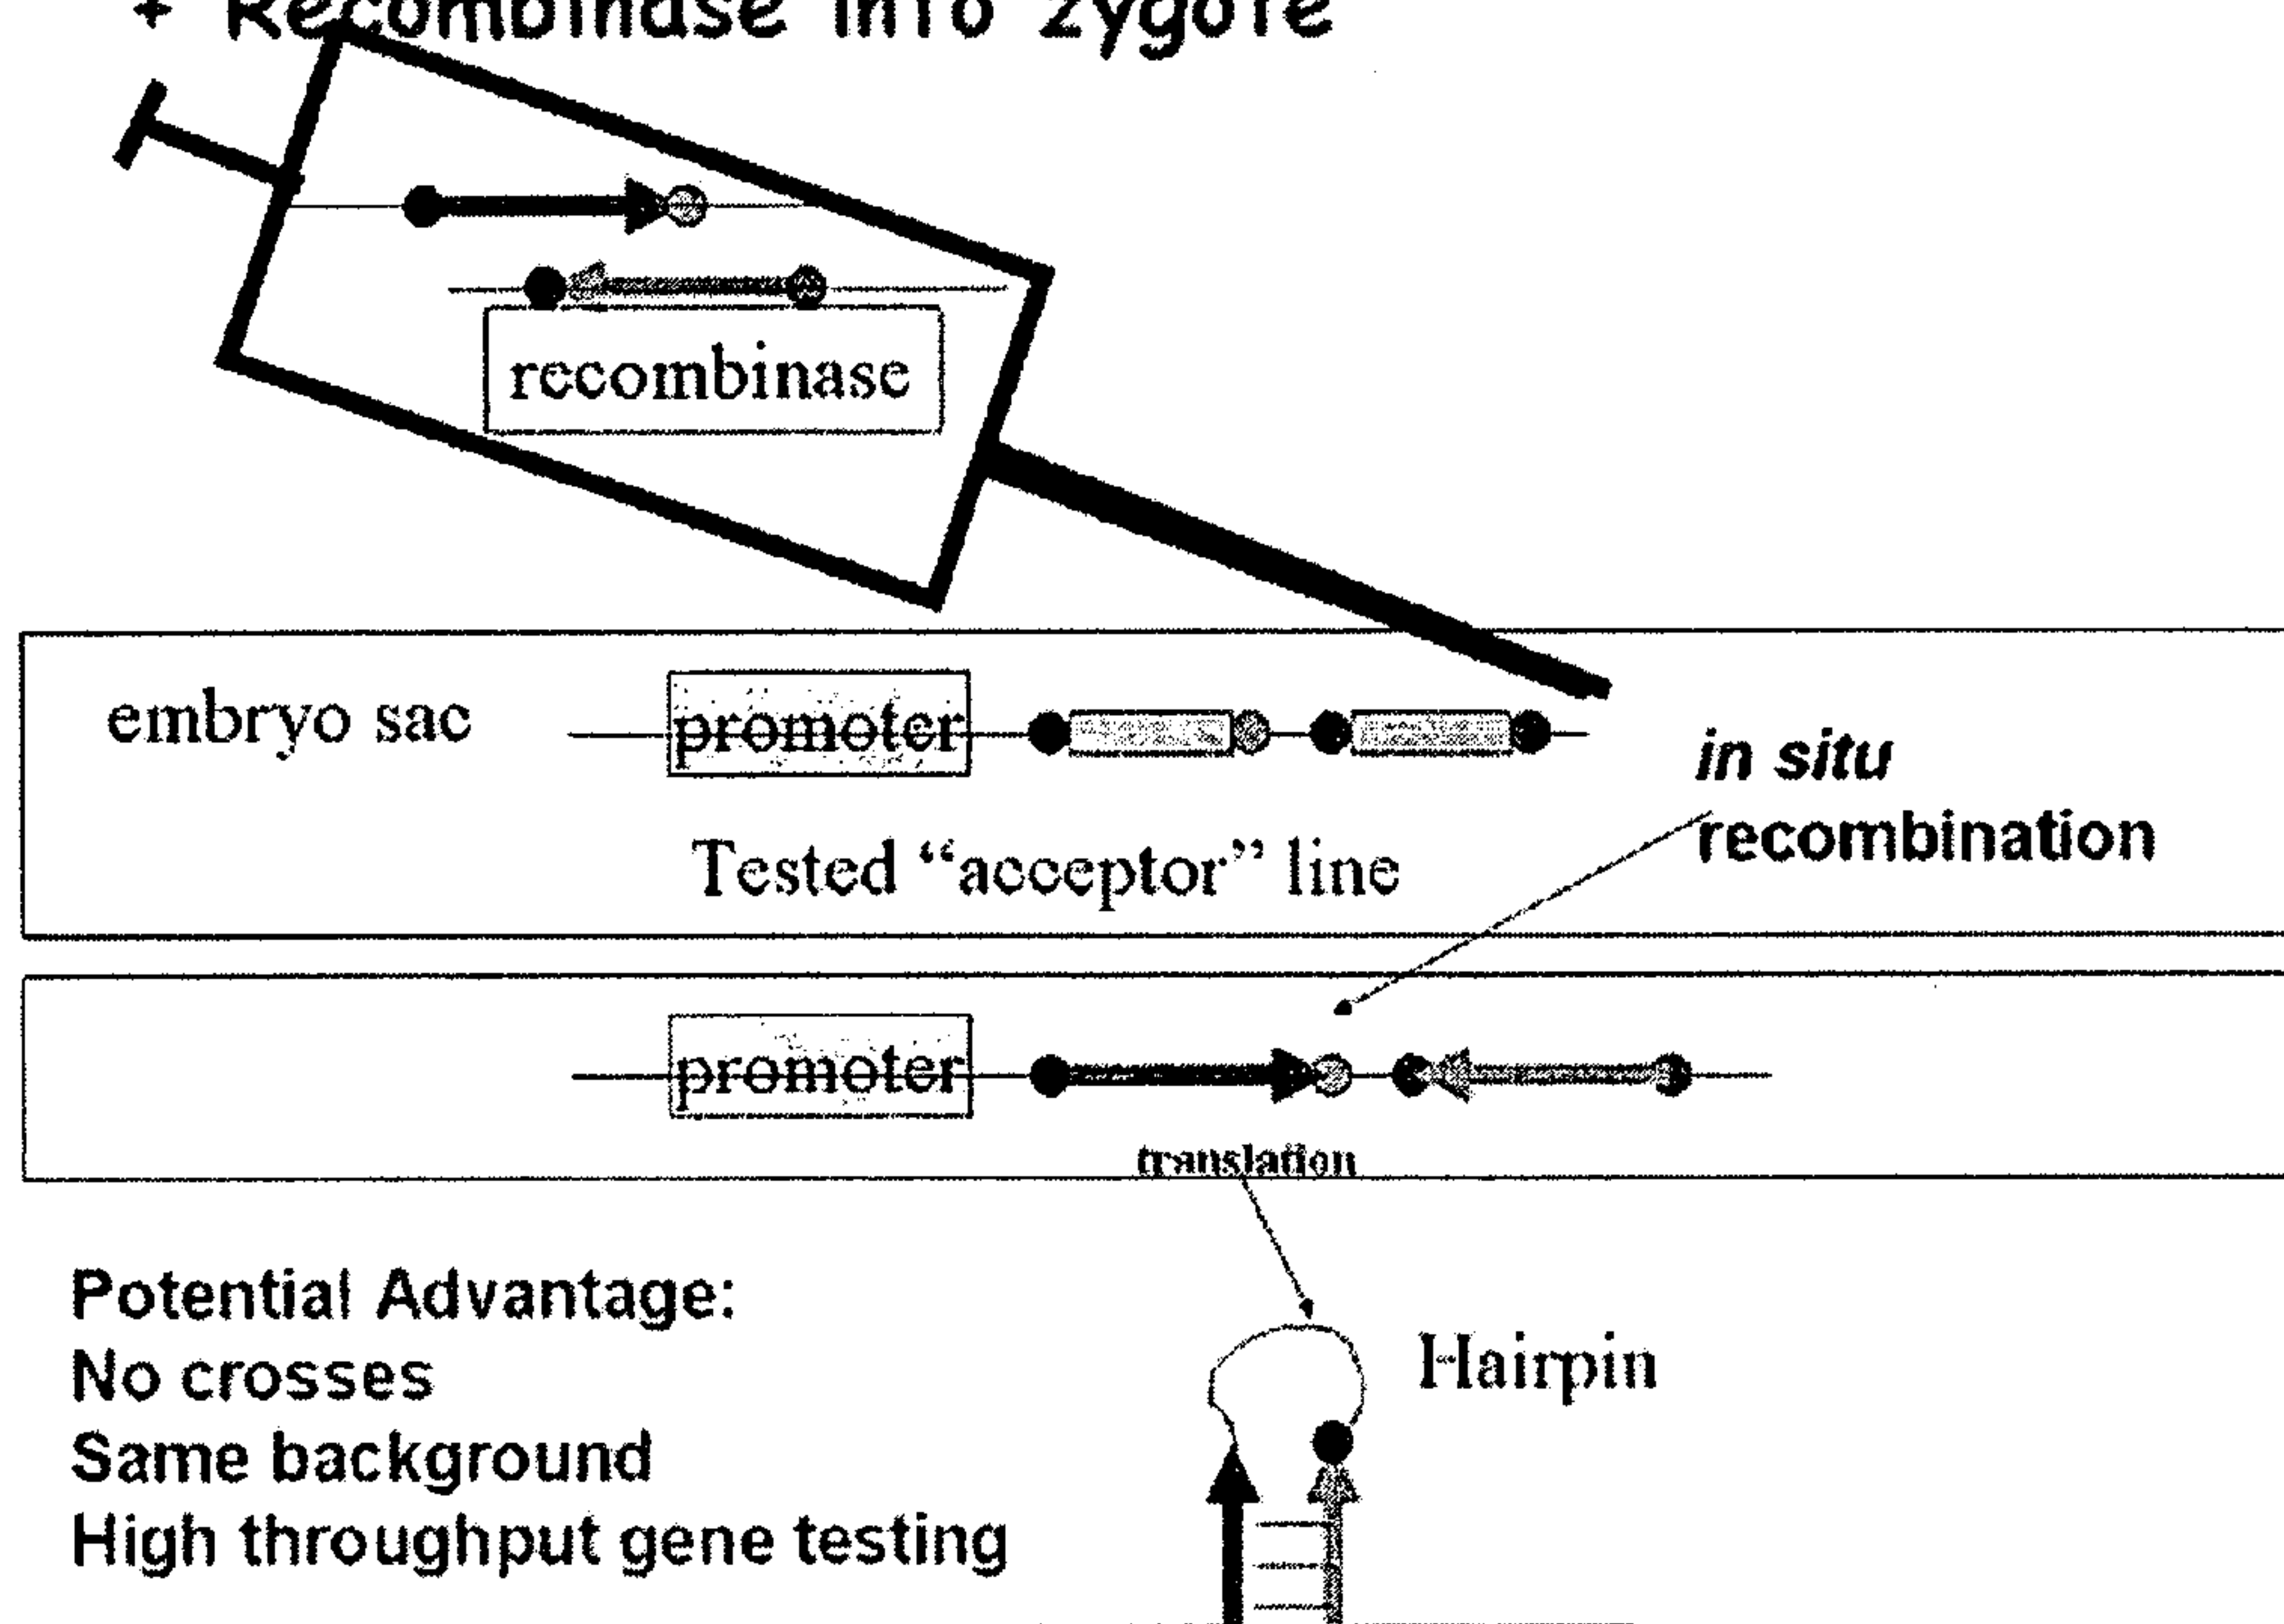 + Recombinase into zygote
recombinase
embryo sac
promoter
in situ
recombination
Tested “acceptor” line
promoter
translation
Potential Advantage:
No crosses
Same background
High throughput gene testing
Hairpin